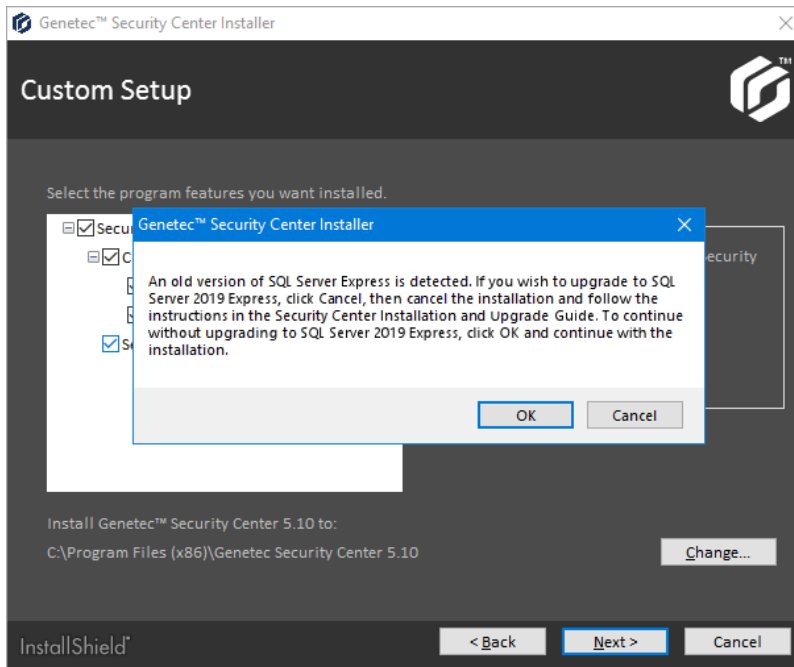 Genetec™ Security Center Installer
Custom Setup
TM
Select the program features you want installed.
Secu
Genetec™ Security Center Installer
C
ecurity
An old version of SQL Server Express is detected. If you wish to upgrade to SQL
Server 2019 Express, click Cancel, then cancel the installation and follow the
instructions in the Security Center Installation and Upgrade Guide. To continue
without upgrading to SQL Server 2019 Express, click OK and continue with the
installation.
Se
OK
Cancel
Install Genetec™ Security Center 5.10 to:
C:\Program Files (x86)\Genetec Security Center 5.10
Change...
InstallShield
< Back
Next >
Cancel